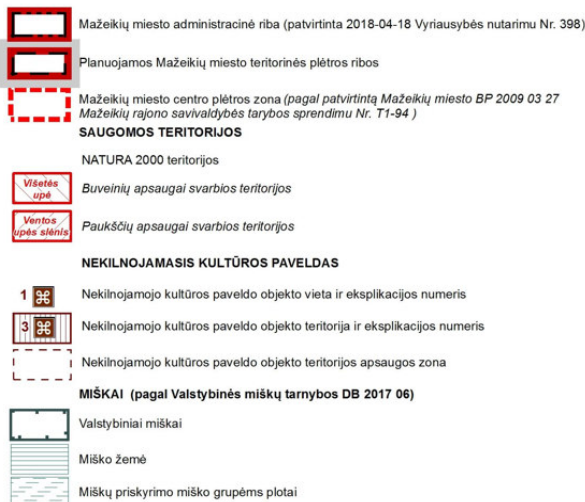 Mažeikių miesto administracinė riba (patvirtinta 2018-04-18 Vyriausybės nutarimu Nr. 398)
Planuojamos Mažeikių miesto teritorinės plėtros ribos
Mažeikių miesto centro plėtros zona (pagal patvirtintą Mažeikių miesto BP 2009 03 27
Mažeikių rajono savivaldybės tarybos sprendimu Nr. T1-94 )
SAUGOMOS TERITORIJOS
NATURA 2000 teritorijos
Višetės
upė
Buveinių apsaugai svarbios teritorijos
Ventos
upės slėnis
Paukščių apsaugai svarbios teritorijos
NEKILNOJAMASIS KULTŪROS PAVELDAS
1 ⌘ Nekilnojamojo kultūros paveldo objekto vieta ir eksplikacijos numeris
3 ⌘ Nekilnojamojo kultūros paveldo objekto teritorija ir eksplikacijos numeris
Nekilnojamojo kultūros paveldo objekto teritorijos apsaugos zona
MIŠKAI (pagal Valstybinės miškų tarnybos DB 2017 06)
Valstybiniai miškai
Miško žemė
Miškų priskyrimo miško grupėms plotai